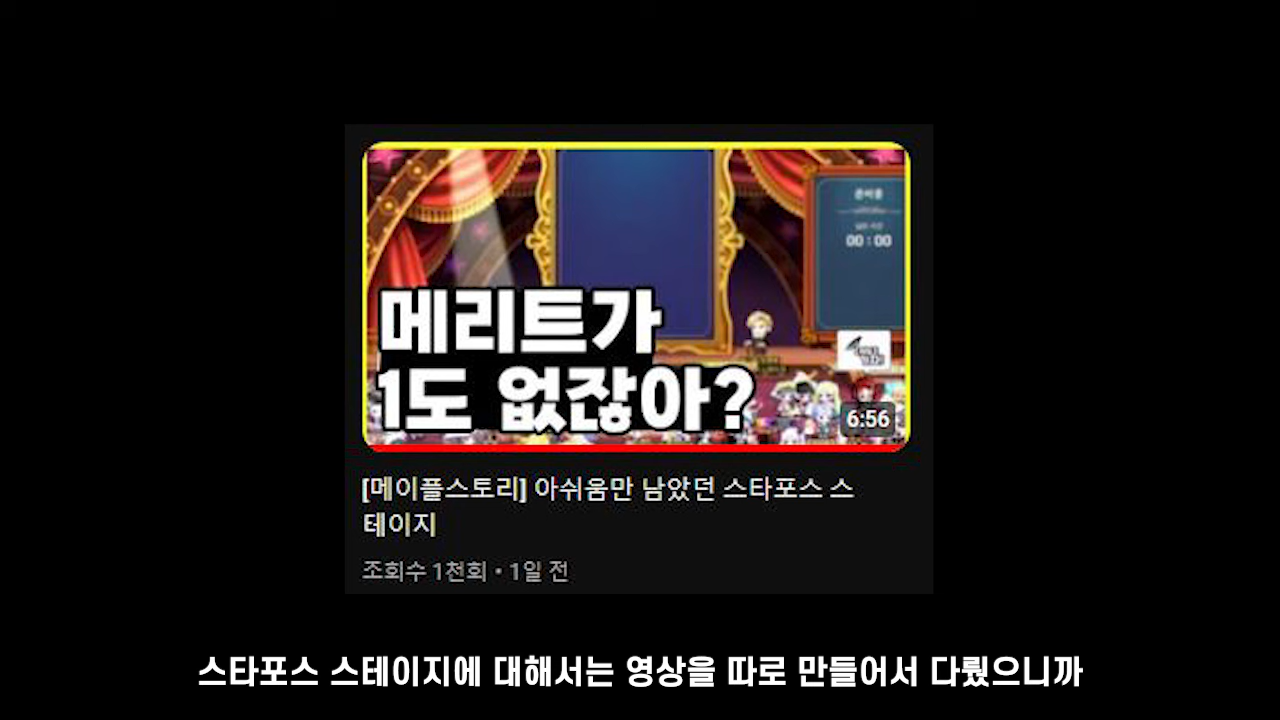 00 : 00
메리트가
1도 없잖아?
6:56
[메이플스토리] 아쉬움만 남았던 스타포스 스
테이지
조회수 1천회 • 1일 전
스타포스 스테이지에 대해서는 영상을 따로 만들어서 다뤘으니까